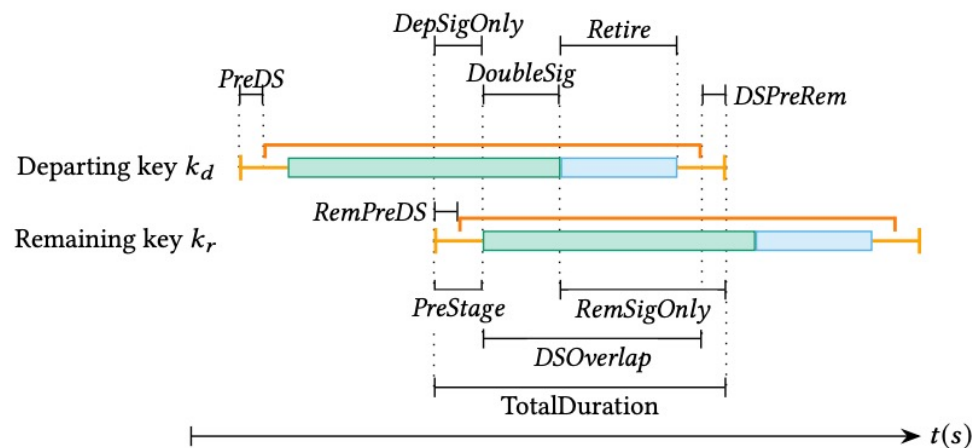 DepSigOnly
Retire
PreDS
DoubleSig
DSPreRem
Departing key k_d
RemPreDS
Remaining key k_r
PreStage
RemSigOnly
DSOverlap
TotalDuration
t(s)